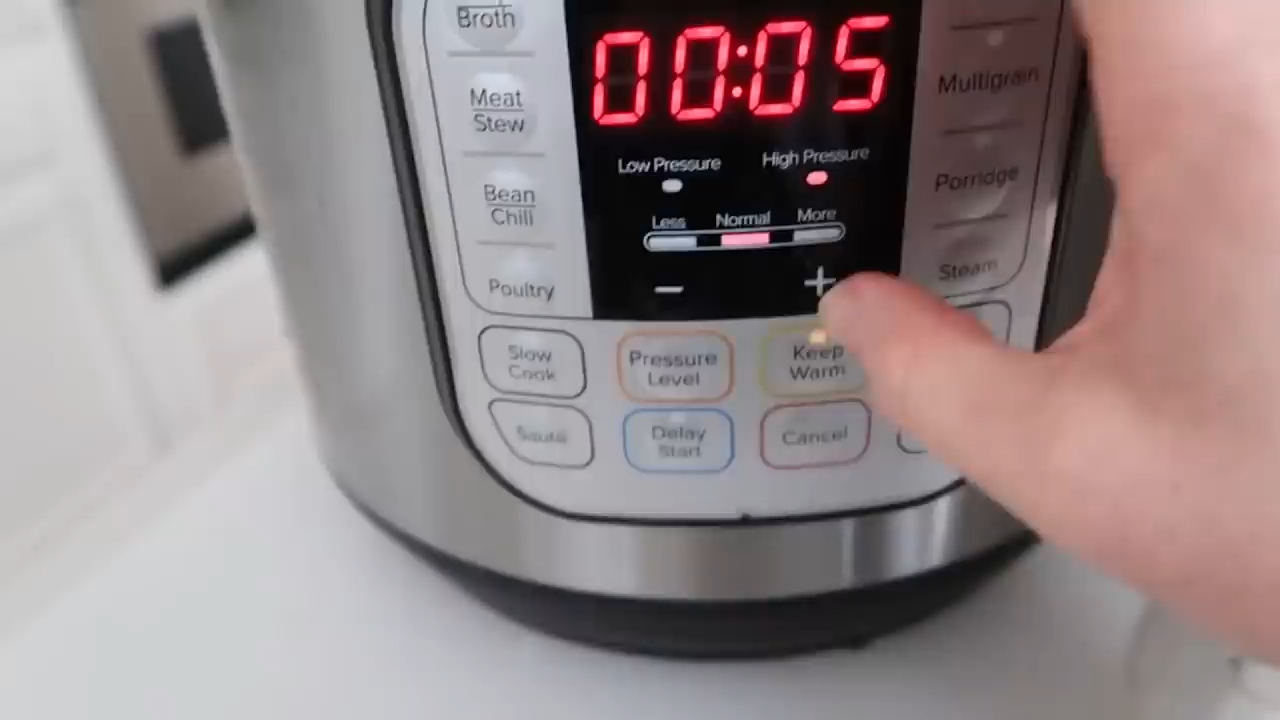 Broth
Meat
Stew
Bean
Chili
Poultry
00:05
Low Pressure
High Pressure
Less
Normal
More
−
+
Multigrain
Porridge
Steam
Slow
Cook
Pressure
Level
Keep
Warm
Sauté
Delay
Start
Cancel